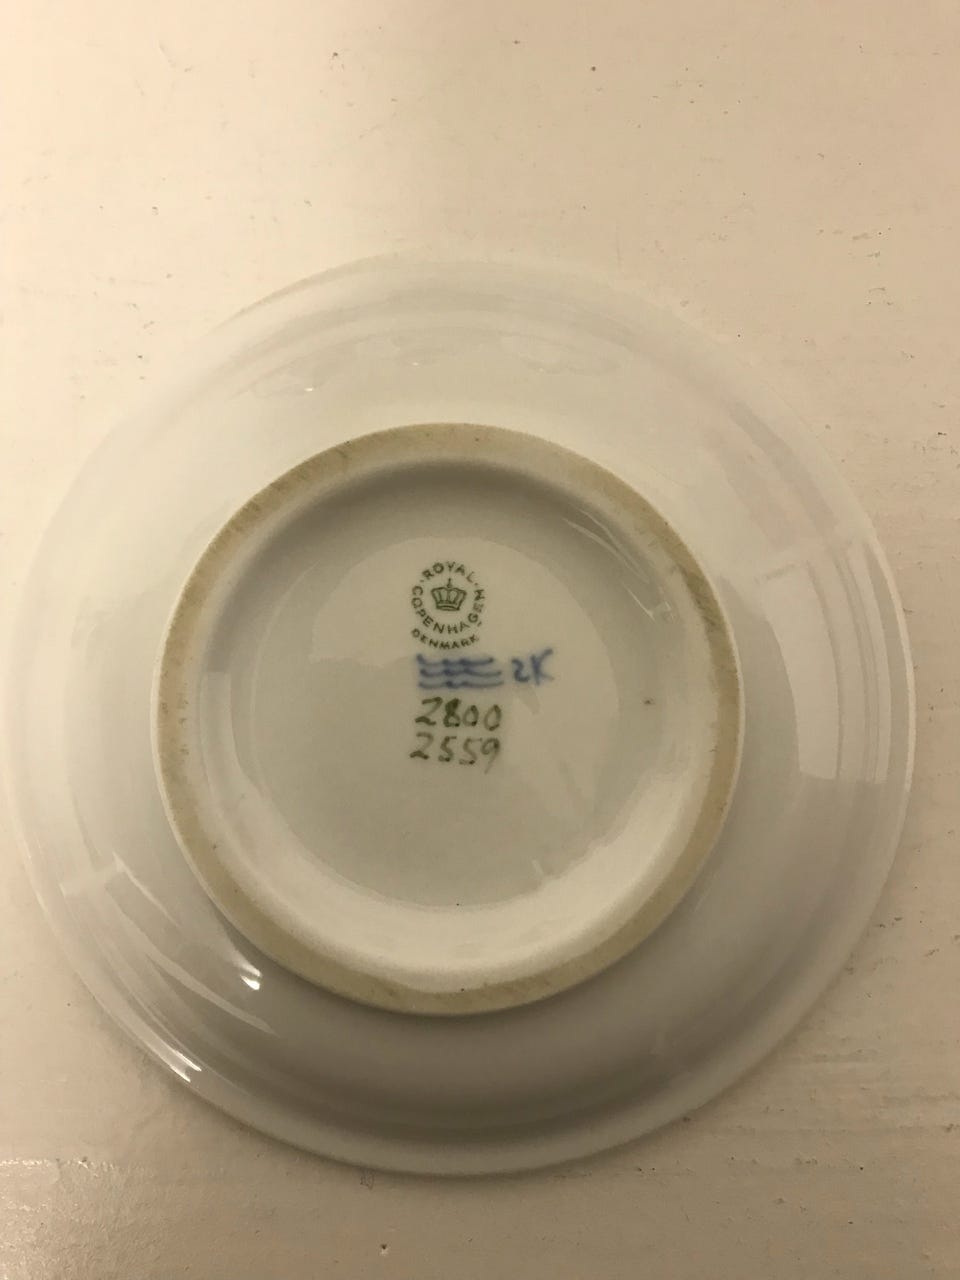 ROYAL
COPENHAGEN
DENMARK
2K
2800
2559